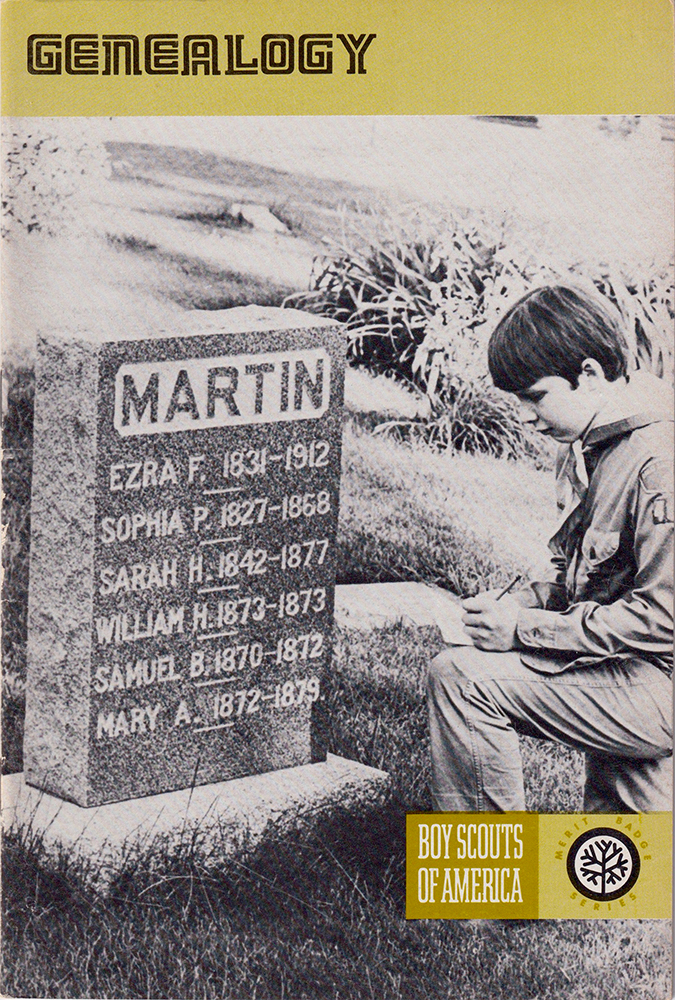 GENEALOGY
MARTIN
EZRA F. 1831-1912
SOPHIA P. 1827-1868
SARAH H. 1842-1877
WILLIAM H. 1873-1873
SAMUEL B. 1870-1872
MARY A. 1872-1879.
BOY SCOUTS
OF AMERICA
MERIT BADGE
SERIES